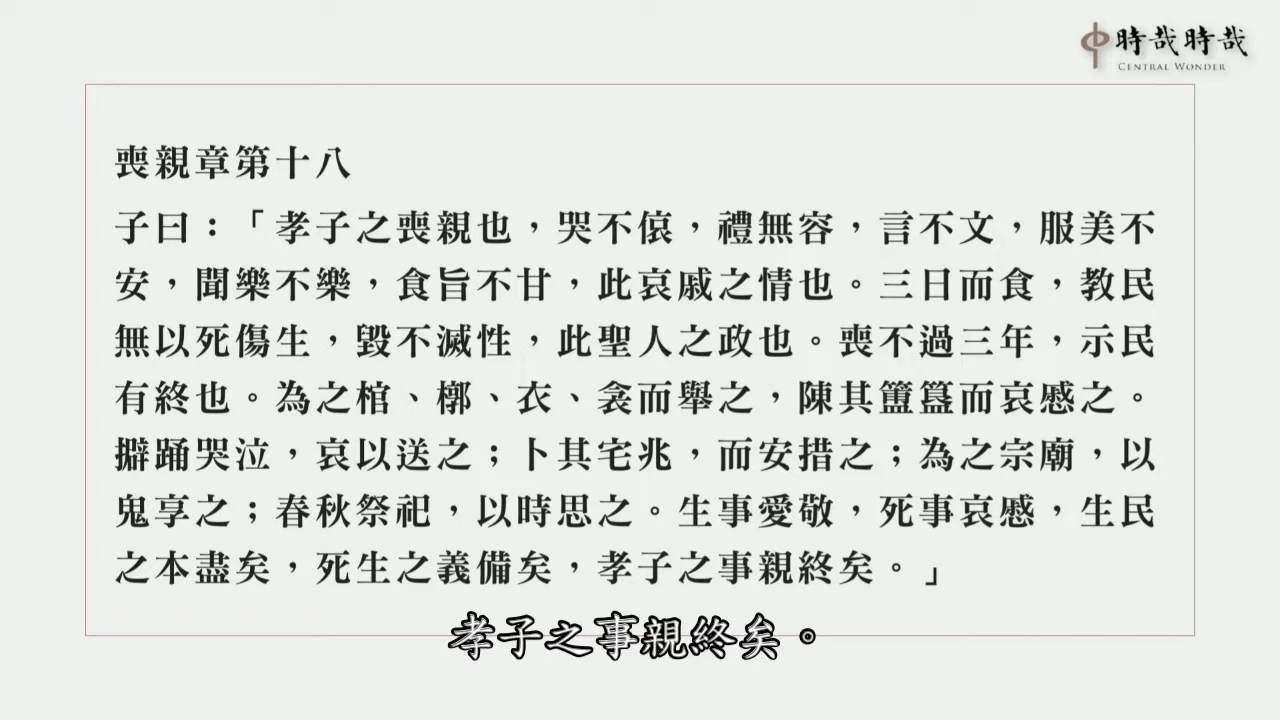 時哉時哉
CENTRAL WONDER
喪親章第十八
子曰：「孝子之喪親也，哭不偯，禮無容，言不文，服美不
安，聞樂不樂，食旨不甘，此哀戚之情也。三日而食，教民
無以死傷生，毀不滅性，此聖人之政也。喪不過三年，示民
有終也。為之棺、槨、衣、衾而舉之，陳其簠簋而哀慼之。
擗踊哭泣，哀以送之；卜其宅兆，而安措之；為之宗廟，以
鬼享之；春秋祭祀，以時思之。生事愛敬，死事哀慼，生民
之本盡矣，死生之義備矣，孝子之事親終矣。」
孝子之事親終矣。